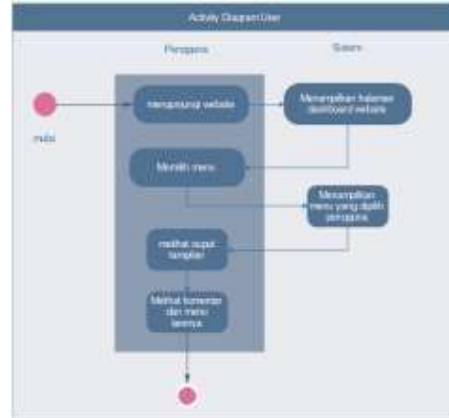 Activity Diagram User
Pengguna
Sistem
mengunjungi website
Menampilkan halaman
dashboard website
mulai
Memilih menu
Menampilkan
menu yang dipilih
pengguna
melihat
tampilan
Melihat komentar
dan menu
lainnya